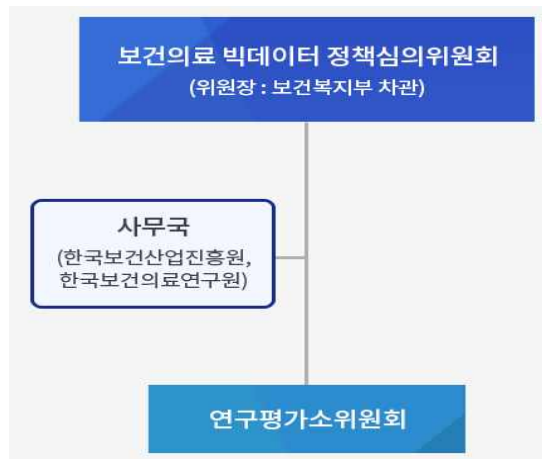 보건의료 빅데이터 정책심의위원회
(위원장 : 보건복지부 차관)
사무국
(한국보건산업진흥원,
한국보건의료연구원)
연구평가소위원회